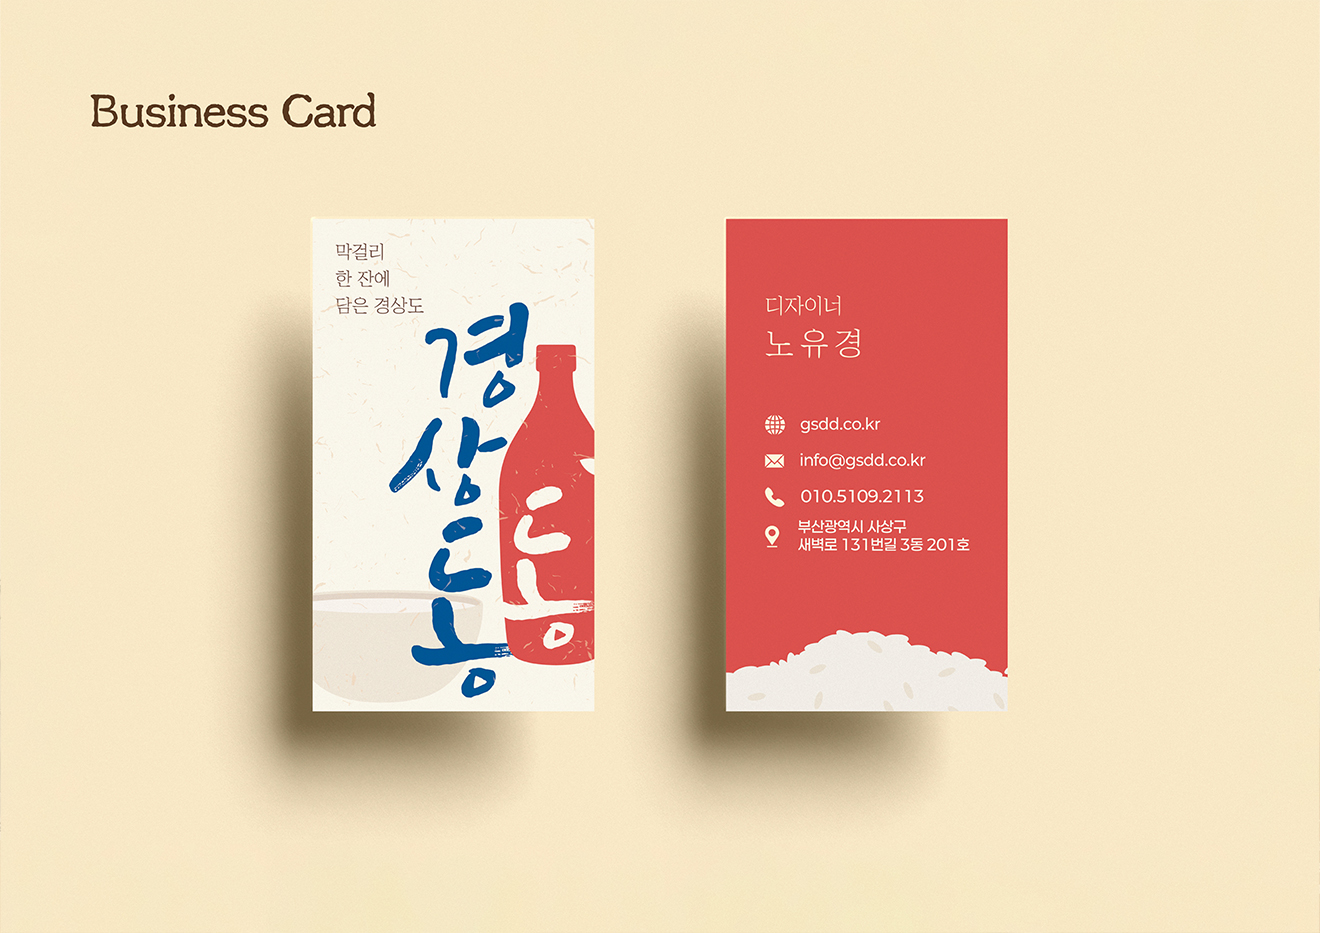 Business Card
막걸리
한 잔에
담은 경상도
경
상
도
동
동
디자이너
노유경
gsdd.co.kr
info@gsdd.co.kr
010.5109.2113
부산광역시 사상구
새벽로 131번길 3동 201호